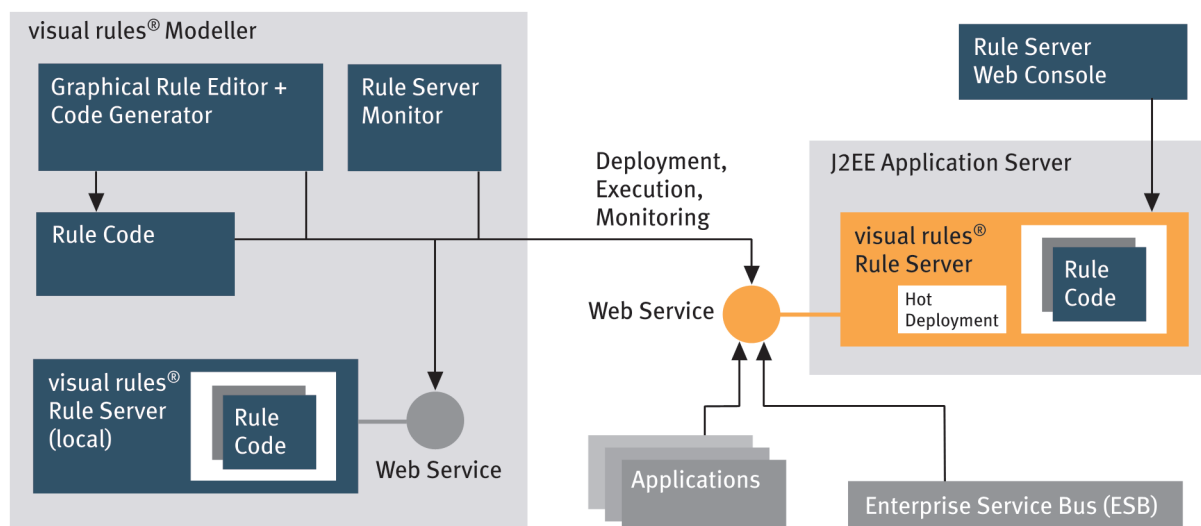 visual rules® Modeller
Graphical Rule Editor +
Code Generator
Rule Server
Monitor
Rule Code
visual rules®
Rule Server
(local)
Rule
Code
Web Service
Deployment,
Execution,
Monitoring
Web Service
Applications
Enterprise Service Bus (ESB)
Rule Server
Web Console
J2EE Application Server
visual rules®
Rule Server
Hot
Deployment
Rule
Code